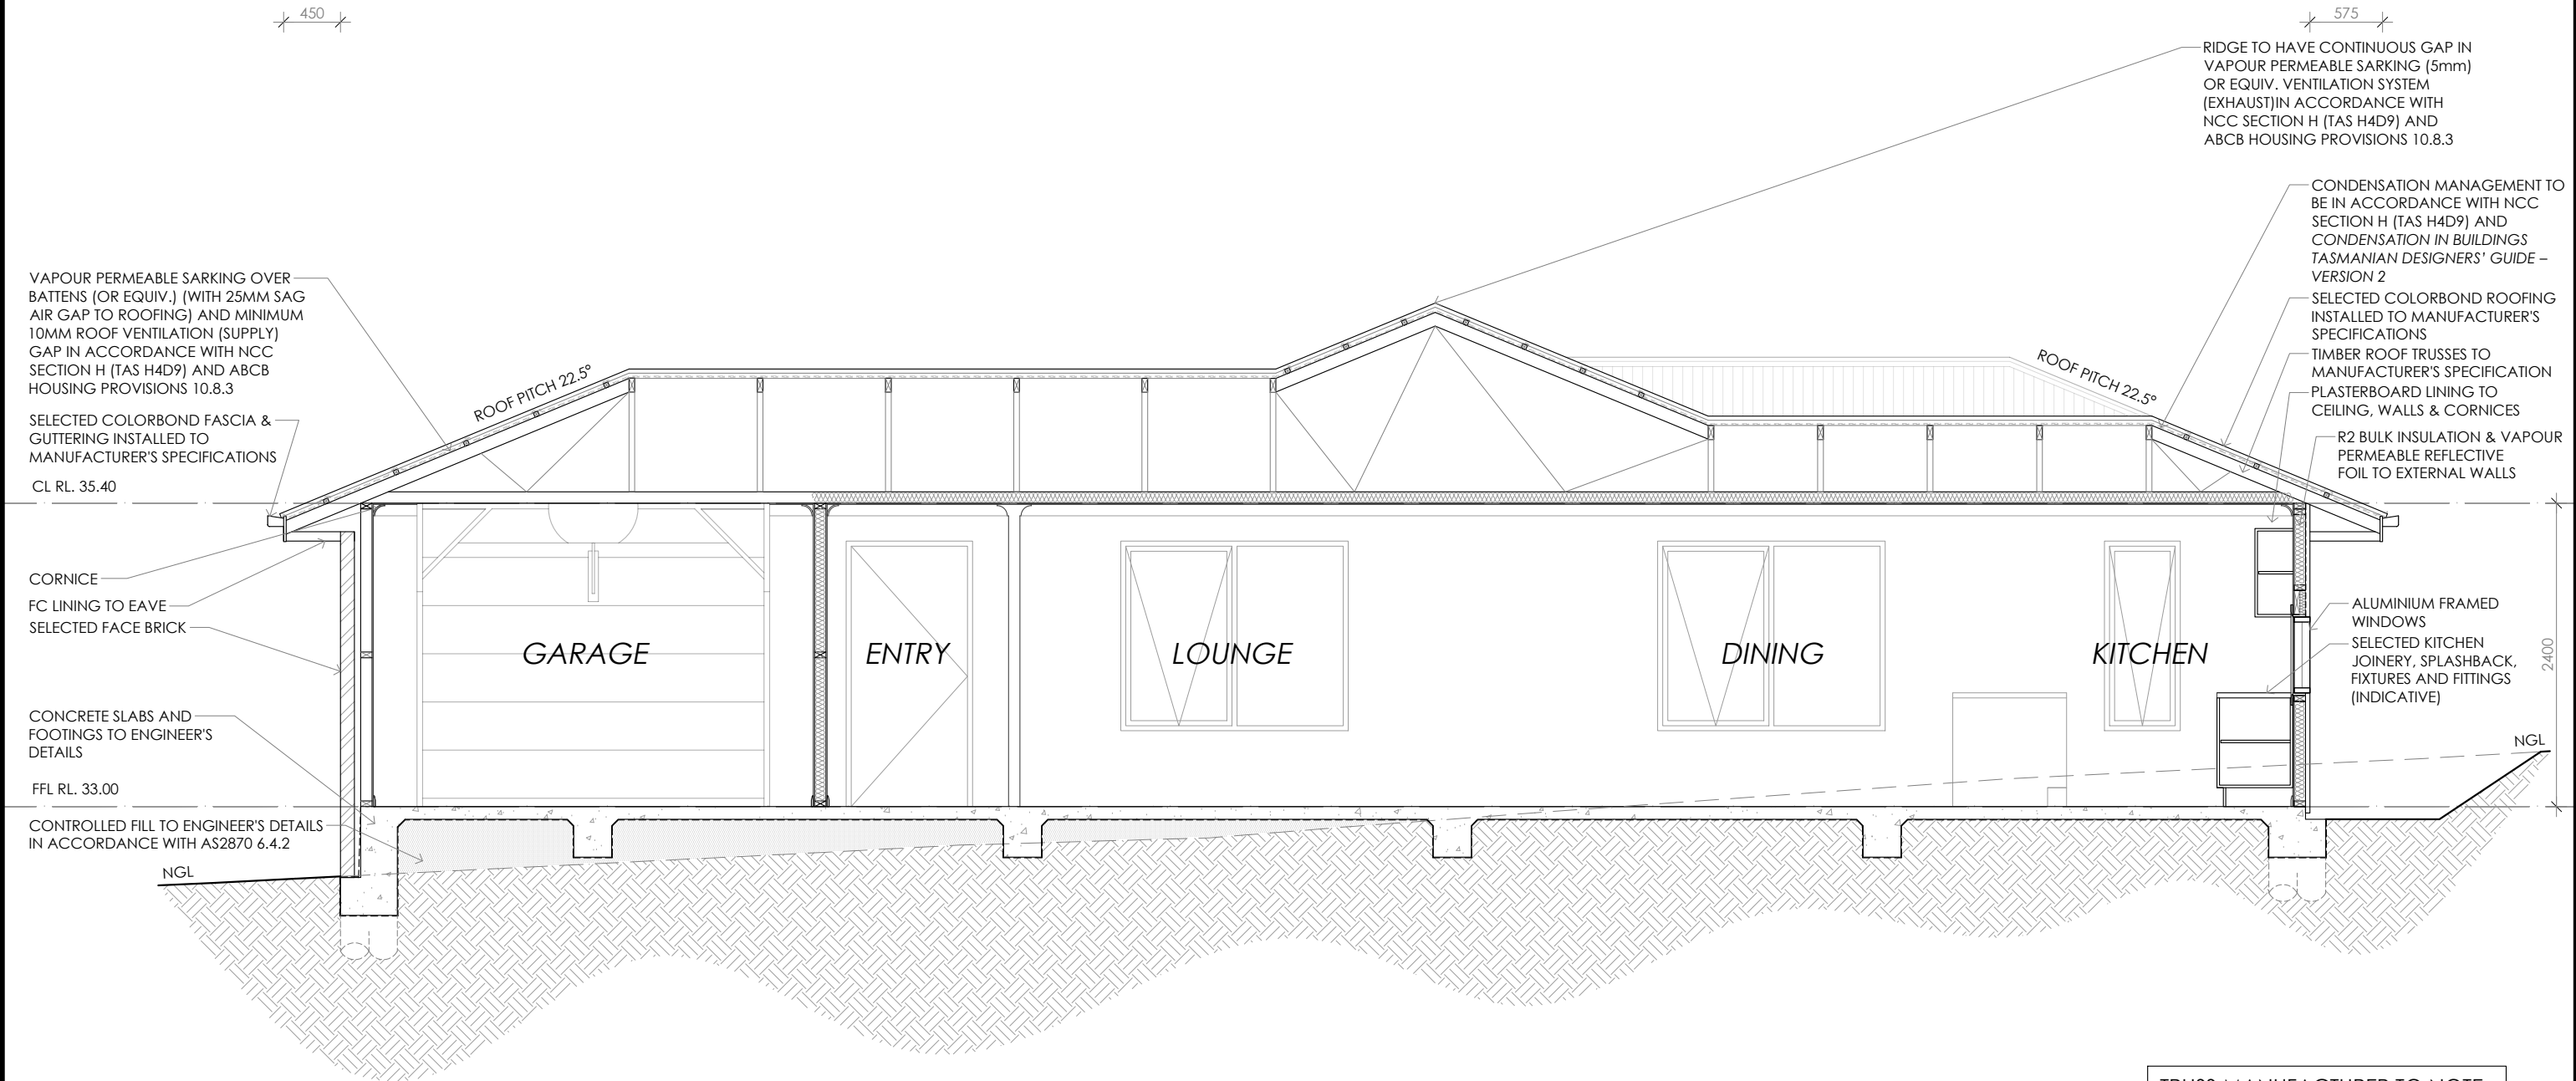 450
575
RIDGE TO HAVE CONTINUOUS GAP IN
VAPOUR PERMEABLE SARKING (5mm)
OR EQUIV. VENTILATION SYSTEM
(EXHAUST)IN ACCORDANCE WITH
NCC SECTION H (TAS H4D9) AND
ABCB HOUSING PROVISIONS 10.8.3
CONDENSATION MANAGEMENT TO
BE IN ACCORDANCE WITH NCC
SECTION H (TAS H4D9) AND
CONDENSATION IN BUILDINGS
TASMANIAN DESIGNERS' GUIDE –
VERSION 2
SELECTED COLORBOND ROOFING
INSTALLED TO MANUFACTURER'S
SPECIFICATIONS
TIMBER ROOF TRUSSES TO
MANUFACTURER'S SPECIFICATION
PLASTERBOARD LINING TO
CEILING, WALLS & CORNICES
R2 BULK INSULATION & VAPOUR
PERMEABLE REFLECTIVE
FOIL TO EXTERNAL WALLS
VAPOUR PERMEABLE SARKING OVER
BATTENS (OR EQUIV.) (WITH 25MM SAG
AIR GAP TO ROOFING) AND MINIMUM
10MM ROOF VENTILATION (SUPPLY)
GAP IN ACCORDANCE WITH NCC
SECTION H (TAS H4D9) AND ABCB
HOUSING PROVISIONS 10.8.3
SELECTED COLORBOND FASCIA &
GUTTERING INSTALLED TO
MANUFACTURER'S SPECIFICATIONS
CL RL. 35.40
ROOF PITCH 22.5°
ROOF PITCH 22.5°
CORNICE
FC LINING TO EAVE
SELECTED FACE BRICK
GARAGE
ENTRY
LOUNGE
DINING
KITCHEN
ALUMINIUM FRAMED
WINDOWS
SELECTED KITCHEN
JOINERY, SPLASHBACK,
FIXTURES AND FITTINGS
(INDICATIVE)
2400
CONCRETE SLABS AND
FOOTINGS TO ENGINEER'S
DETAILS
NGL
FFL RL. 33.00
CONTROLLED FILL TO ENGINEER'S DETAILS
IN ACCORDANCE WITH AS2870 6.4.2
NGL
TRUSS MANUFACTURER TO NOTE